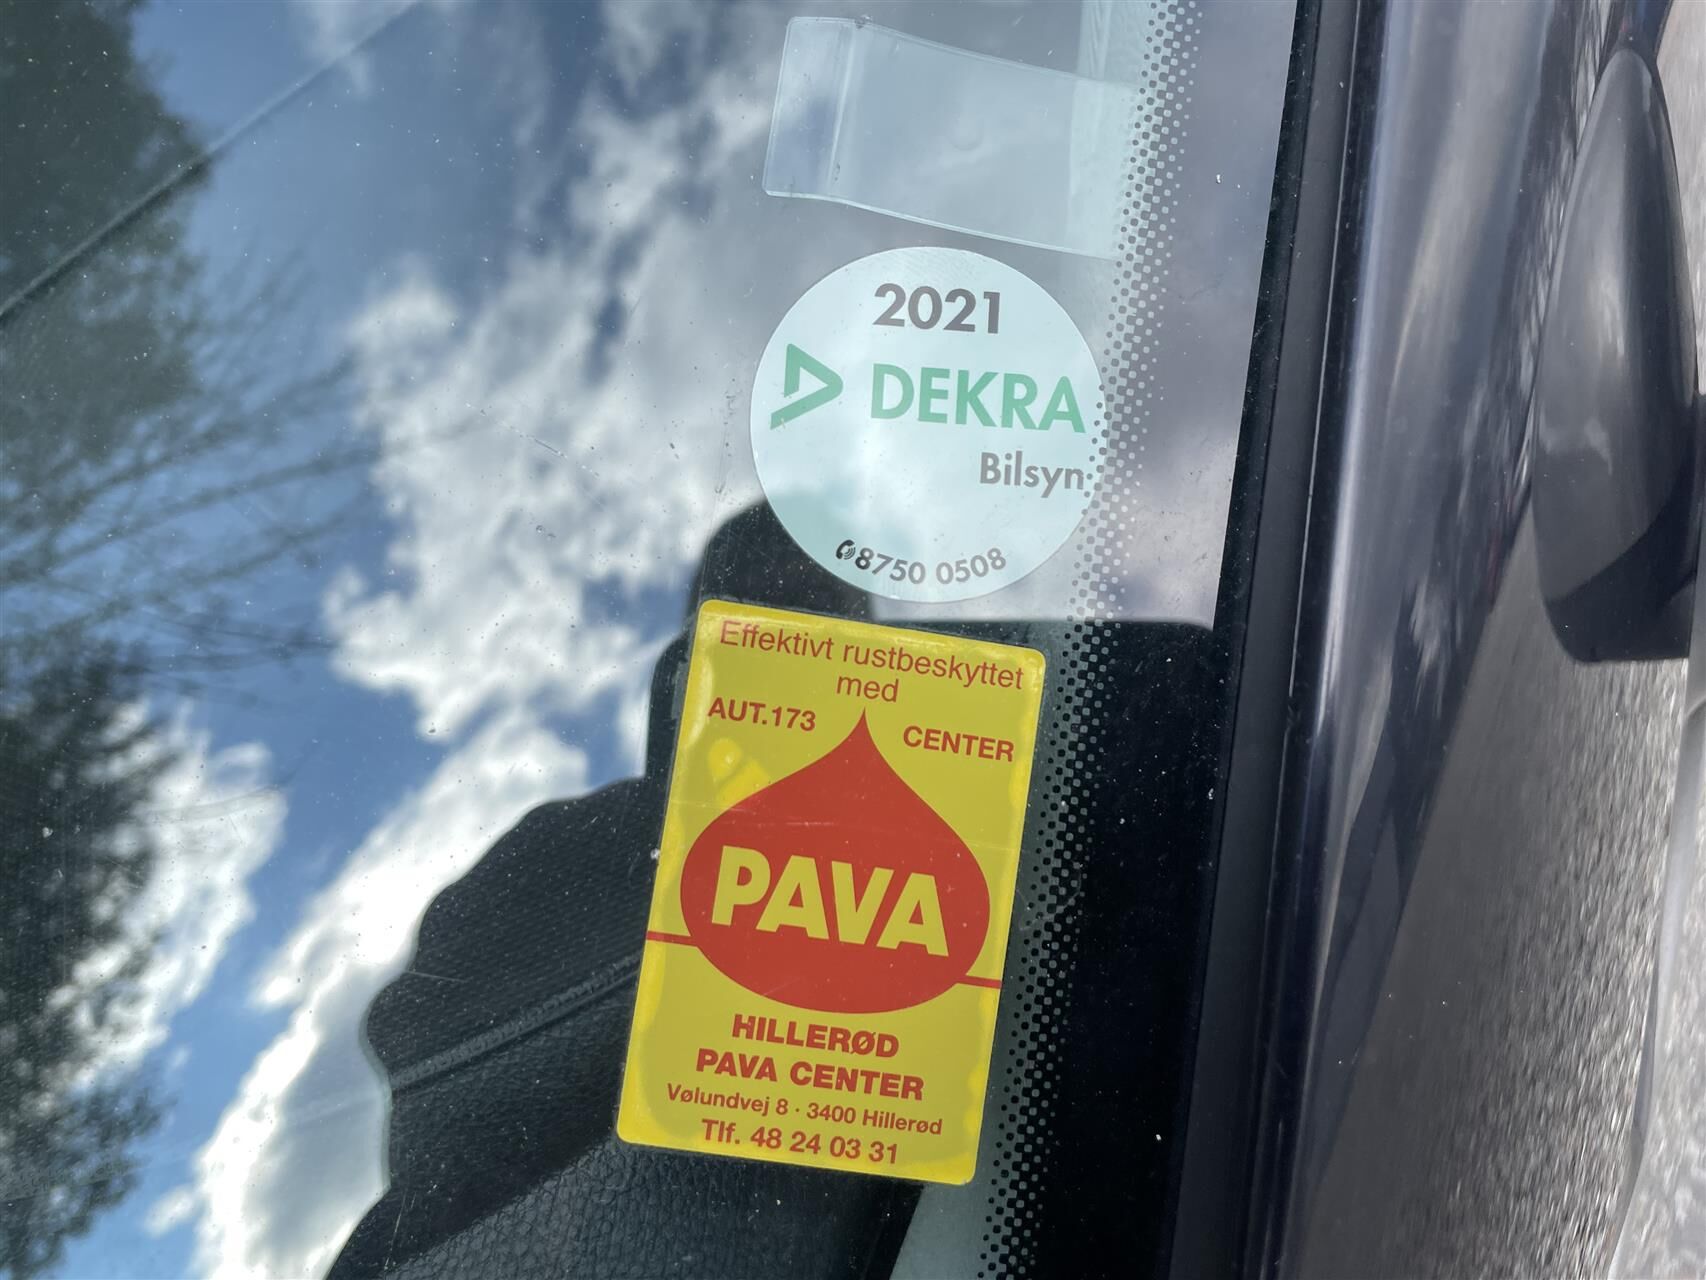 2021
DEKRA
Bilsyn
8750 0508
Effektivt rustbeskyttet
med
AUT.173 CENTER
PAVA
HILLERØD
PAVA CENTER
Vølundvej 8 · 3400 Hillerød
Tlf. 48 24 03 31